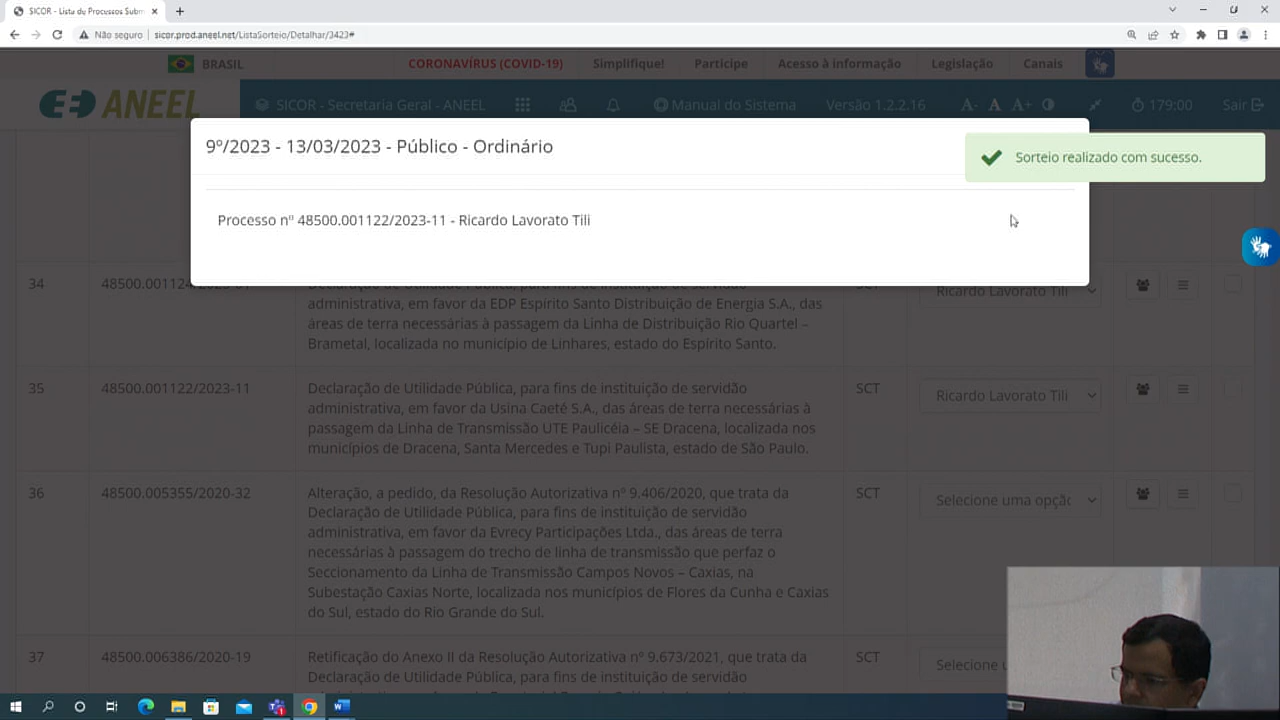 SICOR - Lista de Processos Subm
Não seguro
sicor.prod.aneel.net/ListaSorteio/Detalhar/3423#
BRASIL
CORONAVÍRUS (COVID-19)
Simplifique!
Participe
Acesso à informação
Legislação
Canais
ANEEL
SICOR - Secretaria Geral - ANEEL
Manual do Sistema
Versão 1.2.2.16
A- A A+
179:00
Sair
9º/2023 - 13/03/2023 - Público - Ordinário
Sorteio realizado com sucesso.
Processo nº 48500.001122/2023-11 - Ricardo Lavorato Tili
34
Ricardo Lavorato Tili
administrativa, em favor da EDP Espírito Santo Distribuição de Energia S.A., das
áreas de terra necessárias à passagem da Linha de Distribuição Rio Quartel –
Brametal, localizada no município de Linhares, estado do Espírito Santo.
35
48500.001122/2023-11
Declaração de Utilidade Pública, para fins de instituição de servidão
administrativa, em favor da Usina Caeté S.A., das áreas de terra necessárias à
passagem da Linha de Transmissão UTE Paulicéia – SE Dracena, localizada nos
municípios de Dracena, Santa Mercedes e Tupi Paulista, estado de São Paulo.
SCT
Ricardo Lavorato Tili
36
48500.005355/2020-32
Alteração, a pedido, da Resolução Autorizativa nº 9.406/2020, que trata da
Declaração de Utilidade Pública, para fins de instituição de servidão
administrativa, em favor da Evrecy Participações Ltda., das áreas de terra
necessárias à passagem do trecho de linha de transmissão que perfaz o
Seccionamento da Linha de Transmissão Campos Novos – Caxias, na
Subestação Caxias Norte, localizada nos municípios de Flores da Cunha e Caxias
do Sul, estado do Rio Grande do Sul.
SCT
Selecione uma opçã
37
48500.006386/2020-19
Retificação do Anexo II da Resolução Autorizativa nº 9.673/2021, que trata da
Declaração de Utilidade Pública, para fins de instituição de servidão
SCT
Selecione